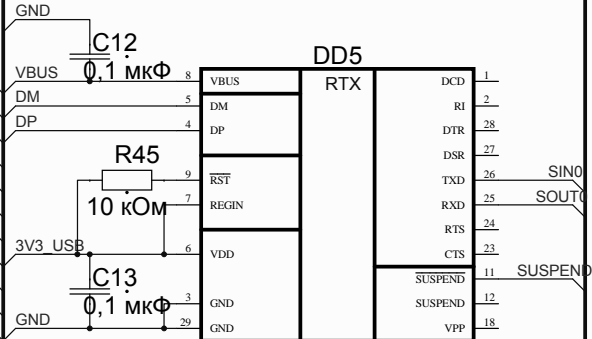 GND
C12
0,1 мкФ
DD5
RTX
VBUS 8 VBUS DCD 1
DM 5 DM RI 2
DP 4 DP DTR 28
DSR 27
R45
9 RST TXD 26 SIN0
10 кОм 7 REGIN RXD 25 SOUT0
RTS 24
3V3_USB 6 VDD CTS 23
C13
SUSPEND 11 SUSPEND
0,1 мкФ 3 GND SUSPEND 12
GND 29 GND VPP 18